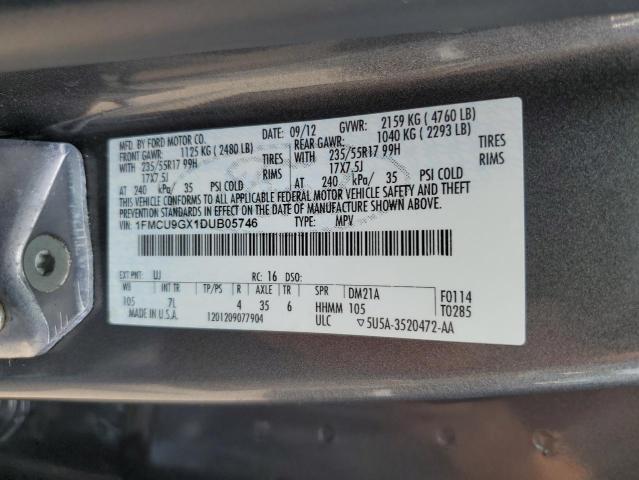 MFD. BY FORD MOTOR CO.
DATE: 09/12 GVWR: 2159 KG ( 4760 LB)
FRONT GAWR: 1125 KG ( 2480 LB) REAR GAWR: 1040 KG ( 2293 LB)
WITH TIRES WITH TIRES
235/55R17 99H 235/55R17 99H
17X7.5J RIMS 17X7.5J RIMS
AT 240 kPa/ 35 PSI COLD AT 240 kPa/ 35 PSI COLD
THIS VEHICLE CONFORMS TO ALL APPLICABLE FEDERAL MOTOR VEHICLE SAFETY AND THEFT
PREVENTION STANDARDS IN EFFECT ON THE DATE OF MANUFACTURE SHOWN ABOVE.
VIN: 1FMCU9GX1DUB05746 TYPE: MPV
EXT PNT: UJ RC: 16 DSO:
WB INT TR TP/PS R AXLE TR SPR DM21A F0114
105 7L 4 35 6 HHMM 105 T0285
MADE IN U.S.A. 1201209077904 ULC ▽5U5A-3520472-AA